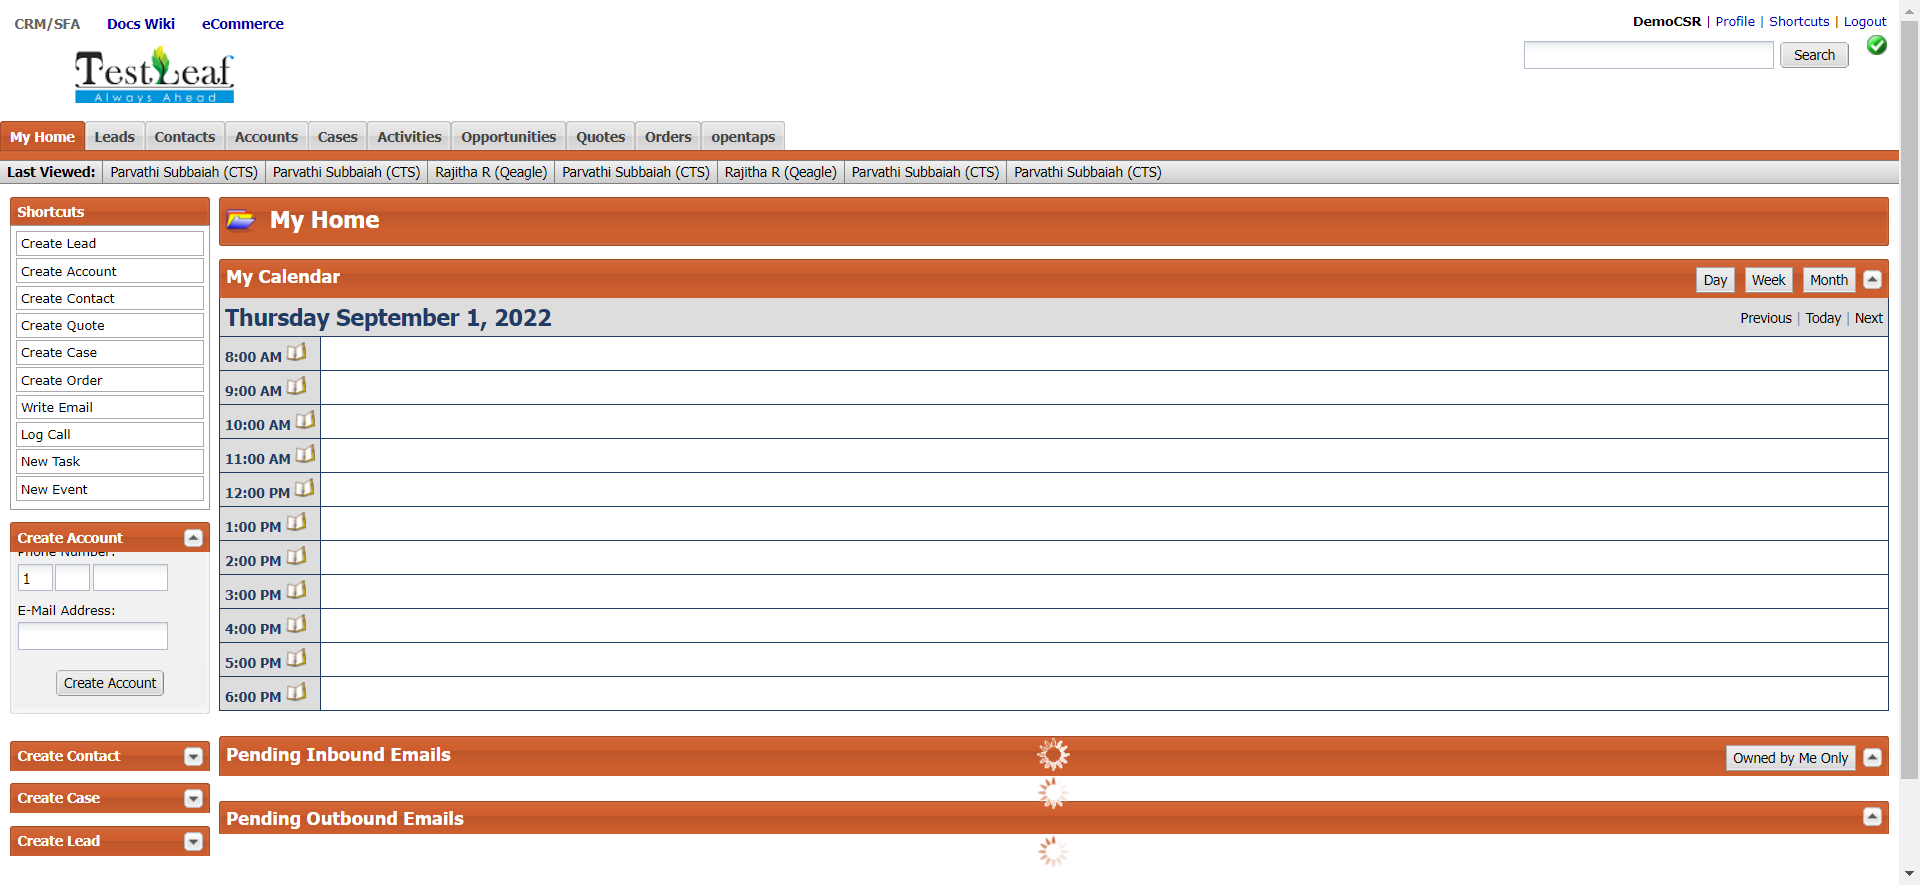 CRM/SFA Docs Wiki eCommerce
DemoCSR | Profile | Shortcuts | Logout
Search
TestLeaf
Always Ahead
My Home Leads Contacts Accounts Cases Activities Opportunities Quotes Orders opentaps
Last Viewed: Parvathi Subbaiah (CTS) Parvathi Subbaiah (CTS) Rajitha R (Qeagle) Parvathi Subbaiah (CTS) Rajitha R (Qeagle) Parvathi Subbaiah (CTS) Parvathi Subbaiah (CTS)
Shortcuts
Create Lead
Create Account
Create Contact
Create Quote
Create Case
Create Order
Write Email
Log Call
New Task
New Event
Create Account
Phone Number:
1
E-Mail Address:
Create Account
Create Contact
Create Case
Create Lead
My Home
My Calendar
Day Week Month
Thursday September 1, 2022
Previous | Today | Next
8:00 AM
9:00 AM
10:00 AM
11:00 AM
12:00 PM
1:00 PM
2:00 PM
3:00 PM
4:00 PM
5:00 PM
6:00 PM
Pending Inbound Emails
Owned by Me Only
Pending Outbound Emails